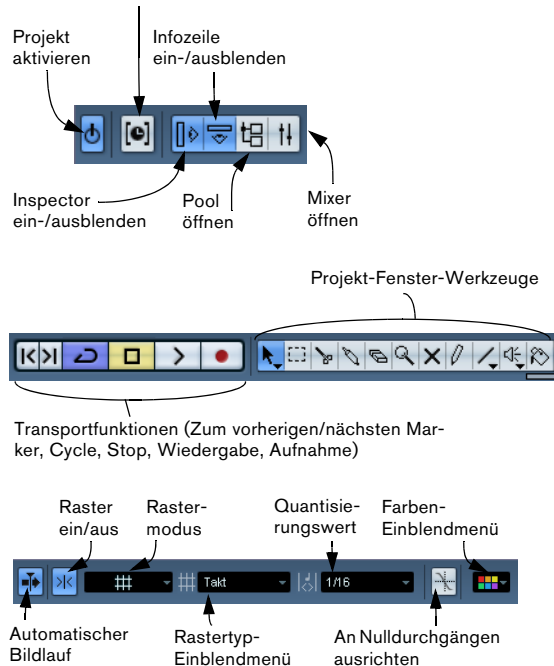 Projekt
aktivieren
Infozeile
ein-/ausblenden
Inspector
ein-/ausblenden
Pool
öffnen
Mixer
öffnen
Projekt-Fenster-Werkzeuge
Transportfunktionen (Zum vorherigen/nächsten Mar-
ker, Cycle, Stop, Wiedergabe, Aufnahme)
Raster
ein/aus
Raster-
modus
Quantisie-
rungswert
Farben-
Einblendmenü
Takt
1/16
Automatischer
Bildlauf
Rastertyp-
Einblendmenü
An Nulldurchgängen
ausrichten